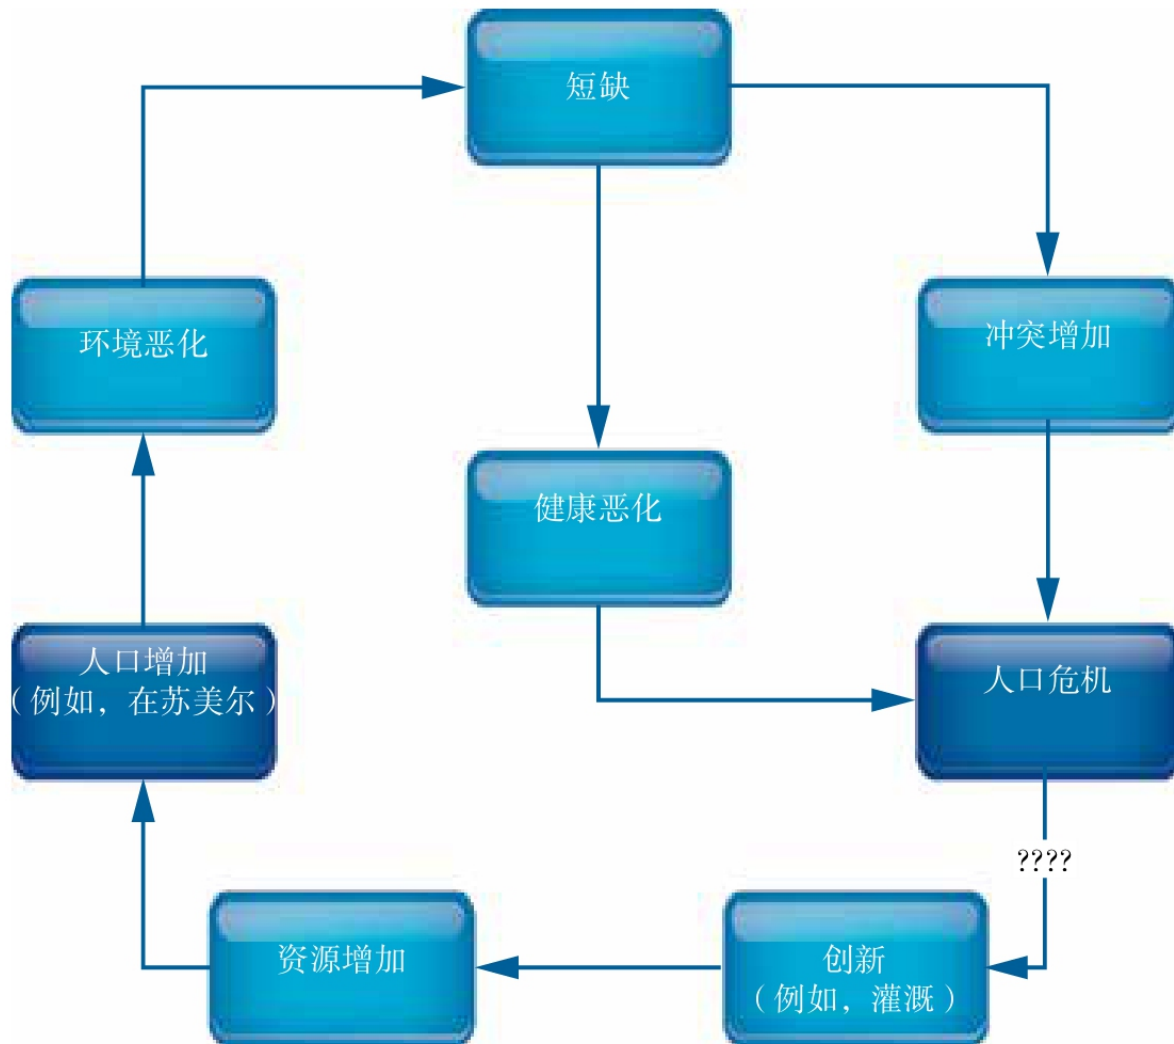 短缺
环境恶化
冲突增加
健康恶化
人口增加
（例如，在苏美尔）
人口危机
????
资源增加
创新
（例如，灌溉）